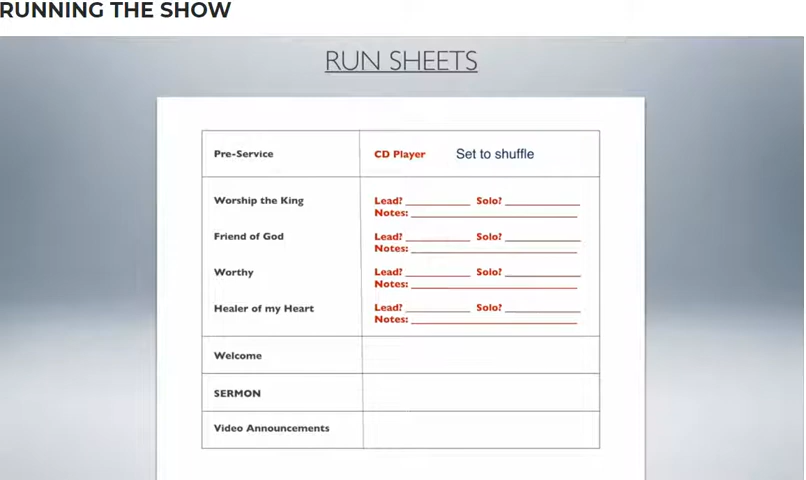 RUNNING THE SHOW
RUN SHEETS
Pre-Service CD Player Set to shuffle
Worship the King Lead? Solo?
Notes:
Friend of God Lead? Solo?
Notes:
Worthy Lead? Solo?
Notes:
Healer of my Heart Lead? Solo?
Notes:
Welcome
SERMON
Video Announcements